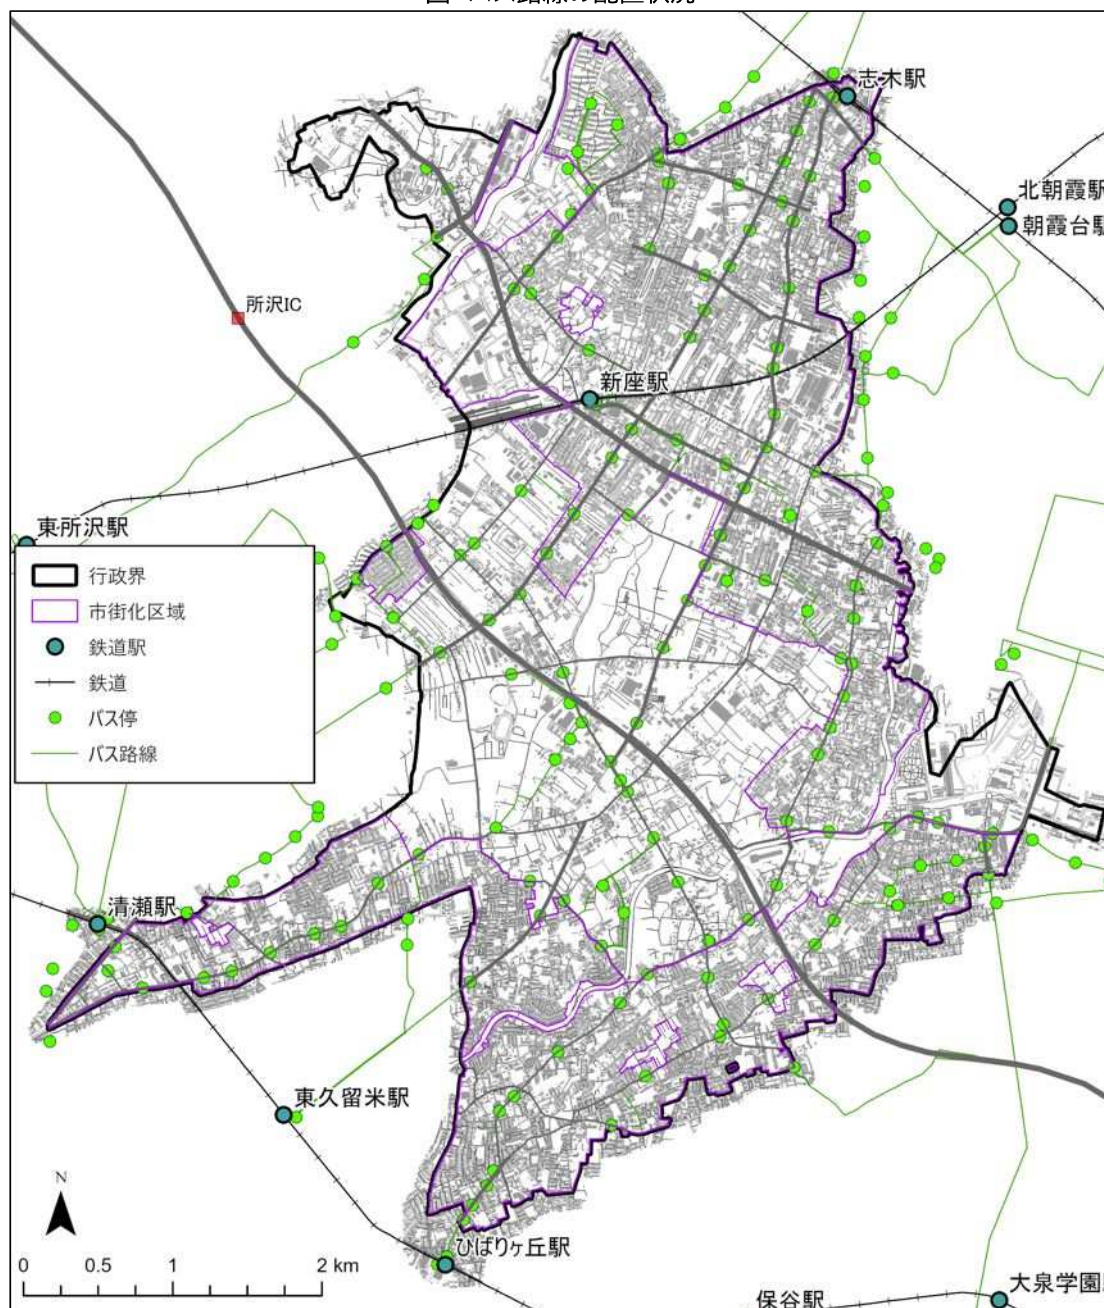 志木駅
北朝霞駅
朝霞台駅
所沢IC
新座駅
東所沢駅
行政界
市街化区域
鉄道駅
鉄道
バス停
バス路線
清瀬駅
東久留米駅
N
0 0.5 1 2 km
ひばりヶ丘駅
保谷駅
大泉学園